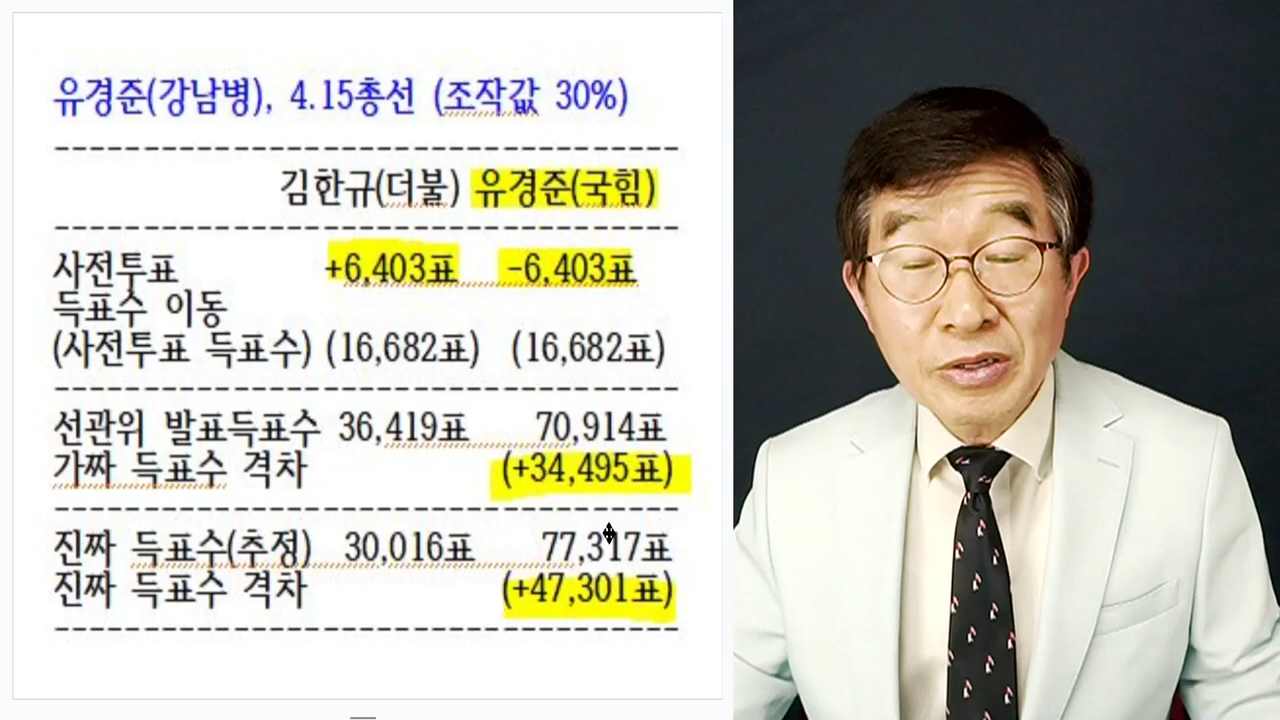 유경준(강남병), 4.15총선 (조작값 30%)
김한규(더불) 유경준(국힘)
사전투표 +6,403표 -6,403표
득표수 이동
(사전투표 득표수) (16,682표) (16,682표)
선관위 발표득표수 36,419표 70,914표
가짜 득표수 격차 (+34,495표)
진짜 득표수(추정) 30,016표 77,317표
진짜 득표수 격차 (+47,301표)